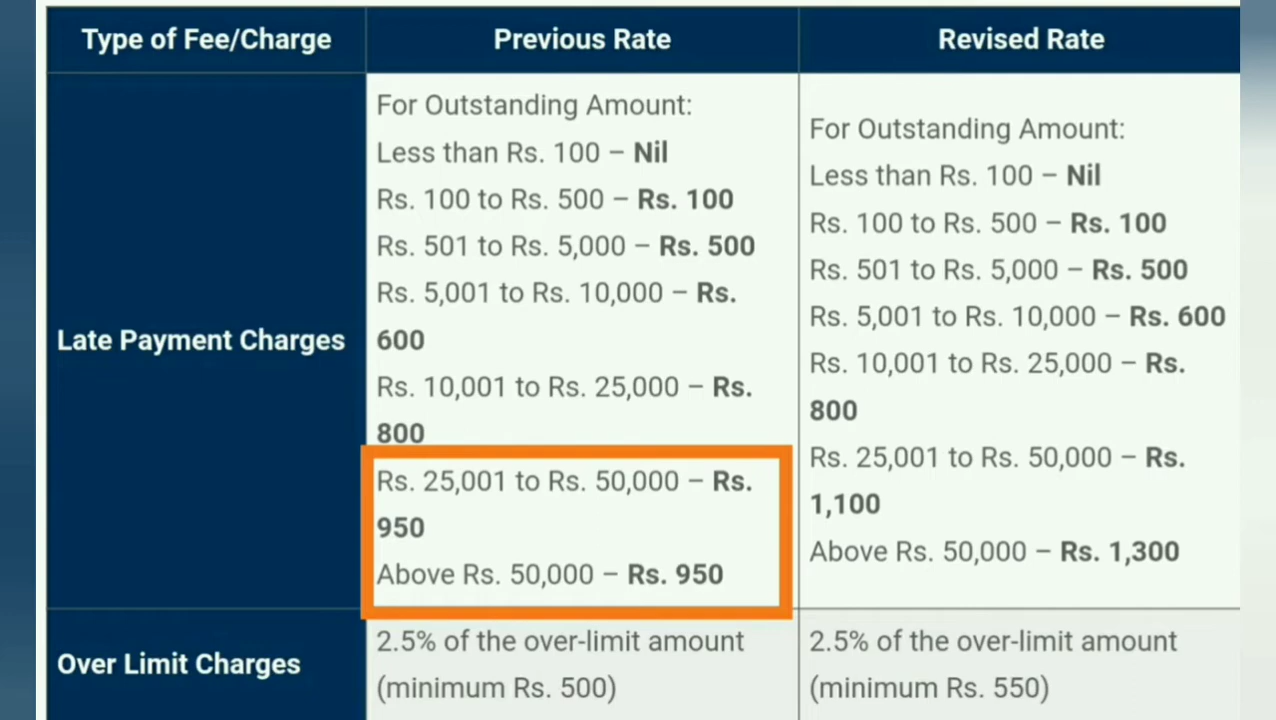 Type of Fee/Charge
Previous Rate
Revised Rate
Late Payment Charges
For Outstanding Amount:
Less than Rs. 100 – Nil
Rs. 100 to Rs. 500 – Rs. 100
Rs. 501 to Rs. 5,000 – Rs. 500
Rs. 5,001 to Rs. 10,000 – Rs.
600
Rs. 10,001 to Rs. 25,000 – Rs.
800
Rs. 25,001 to Rs. 50,000 – Rs.
950
Above Rs. 50,000 – Rs. 950
For Outstanding Amount:
Less than Rs. 100 – Nil
Rs. 100 to Rs. 500 – Rs. 100
Rs. 501 to Rs. 5,000 – Rs. 500
Rs. 5,001 to Rs. 10,000 – Rs. 600
Rs. 10,001 to Rs. 25,000 – Rs.
800
Rs. 25,001 to Rs. 50,000 – Rs.
1,100
Above Rs. 50,000 – Rs. 1,300
Over Limit Charges
2.5% of the over-limit amount
(minimum Rs. 500)
2.5% of the over-limit amount
(minimum Rs. 550)